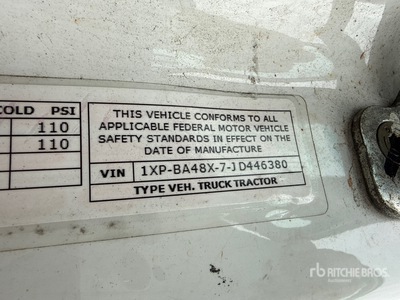 COLD PSI
110
110
THIS VEHICLE CONFORMS TO ALL
APPLICABLE FEDERAL MOTOR VEHICLE
SAFETY STANDARDS IN EFFECT ON THE
DATE OF MANUFACTURE
VIN 1XP-BA48X-7-JD446380
TYPE VEH. TRUCK TRACTOR
rb RITCHIE BROS.